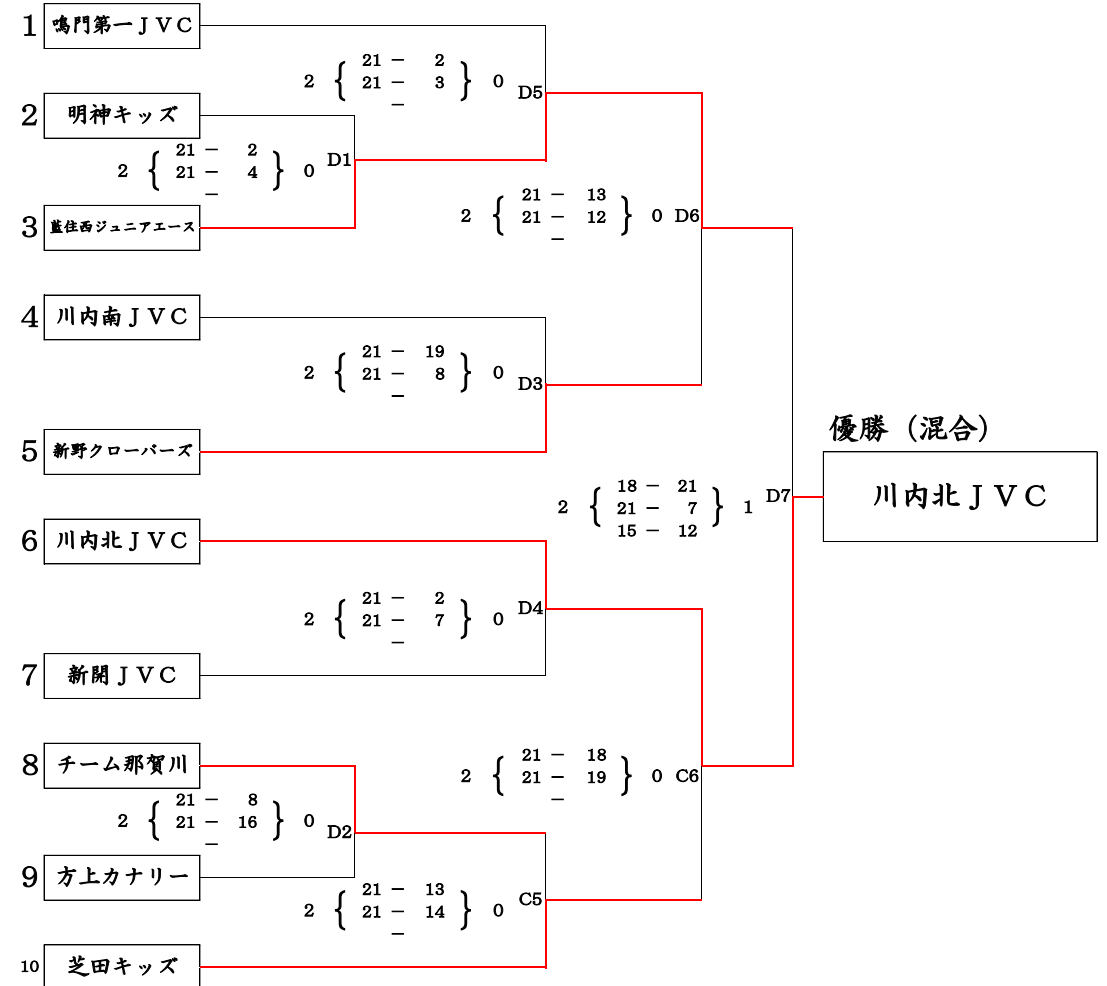 1 鳴門第一ＪＶＣ
21 － 2
2 { 21 － 3 } 0 D5
－
2 明神キッズ
21 － 2
2 { 21 － 4 } 0 D1
－
3 藍住西ジュニアエース
21 － 13
2 { 21 － 12 } 0 D6
－
4 川内南ＪＶＣ
21 － 19
2 { 21 － 8 } 0 D3
－
5 新野クローバーズ
優勝（混合）
川内北ＪＶＣ
18 － 21
2 { 21 － 7 } 1 D7
15 － 12
6 川内北ＪＶＣ
21 － 2
2 { 21 － 7 } 0 D4
－
7 新開ＪＶＣ
21 － 18
2 { 21 － 19 } 0 C6
－
8 チーム那賀川
21 － 8
2 { 21 － 16 } 0 D2
－
9 方上カナリー
21 － 13
2 { 21 － 14 } 0 C5
－
10 芝田キッズ